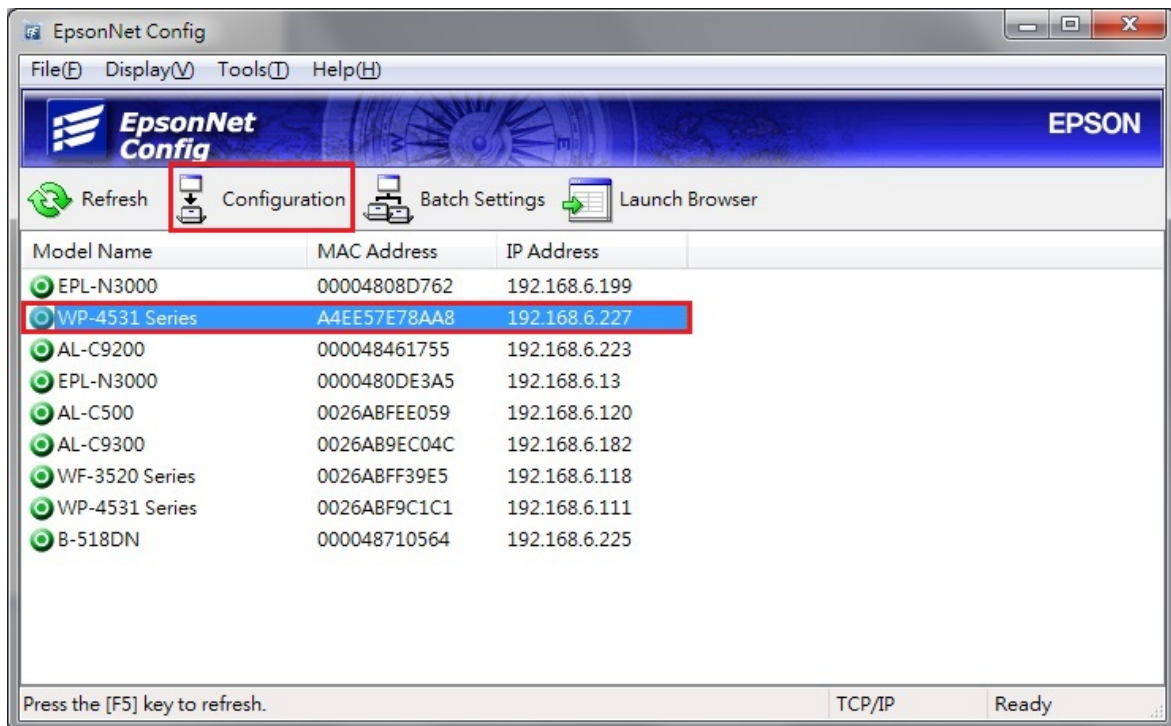 EpsonNet Config
File(F) Display(V) Tools(T) Help(H)
EpsonNet
Config
EPSON
Refresh Configuration Batch Settings Launch Browser
Model Name MAC Address IP Address
EPL-N3000 00004808D762 192.168.6.199
WP-4531 Series A4EE57E78AA8 192.168.6.227
AL-C9200 000048461755 192.168.6.223
EPL-N3000 0000480DE3A5 192.168.6.13
AL-C500 0026ABFEE059 192.168.6.120
AL-C9300 0026AB9EC04C 192.168.6.182
WF-3520 Series 0026ABFF39E5 192.168.6.118
WP-4531 Series 0026ABF9C1C1 192.168.6.111
B-518DN 000048710564 192.168.6.225
Press the [F5] key to refresh. TCP/IP Ready